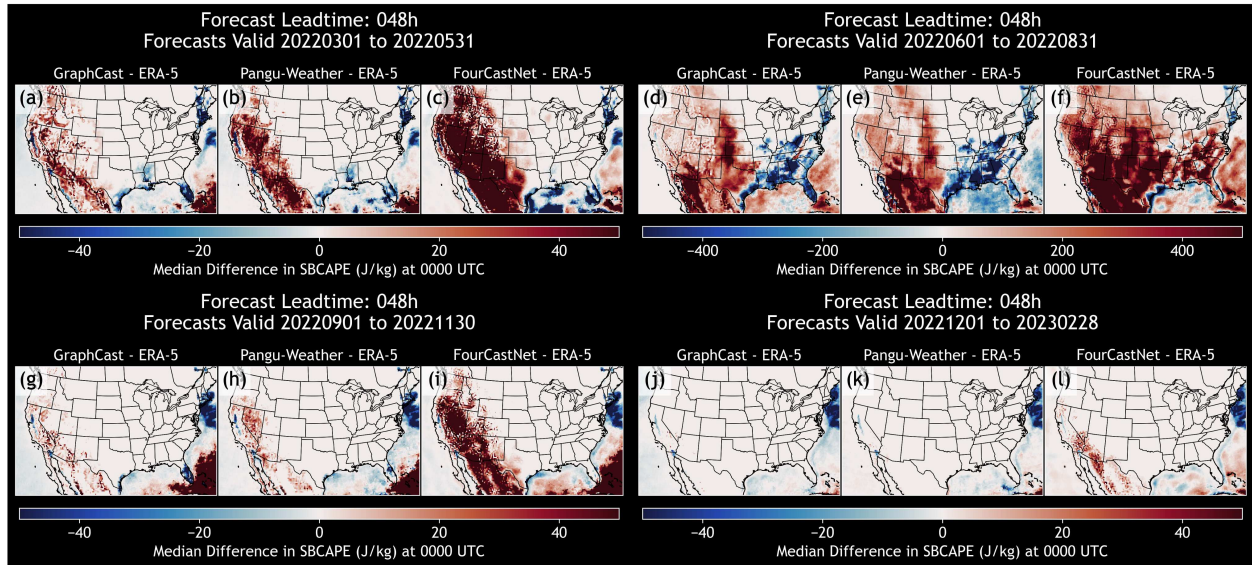 Forecast Leadtime: 048h
Forecasts Valid 20220301 to 20220531
GraphCast - ERA-5 Pangu-Weather - ERA-5 FourCastNet - ERA-5
(a) (b) (c)
−40 −20 0 20 40
Median Difference in SBCAPE (J/kg) at 0000 UTC
Forecast Leadtime: 048h
Forecasts Valid 20220601 to 20220831
GraphCast - ERA-5 Pangu-Weather - ERA-5 FourCastNet - ERA-5
(d) (e) (f)
−400 −200 0 200 400
Median Difference in SBCAPE (J/kg) at 0000 UTC
Forecast Leadtime: 048h
Forecasts Valid 20220901 to 20221130
GraphCast - ERA-5 Pangu-Weather - ERA-5 FourCastNet - ERA-5
(g) (h) (i)
−40 −20 0 20 40
Median Difference in SBCAPE (J/kg) at 0000 UTC
Forecast Leadtime: 048h
Forecasts Valid 20221201 to 20230228
GraphCast - ERA-5 Pangu-Weather - ERA-5 FourCastNet - ERA-5
(j) (k) (l)
−40 −20 0 20 40
Median Difference in SBCAPE (J/kg) at 0000 UTC